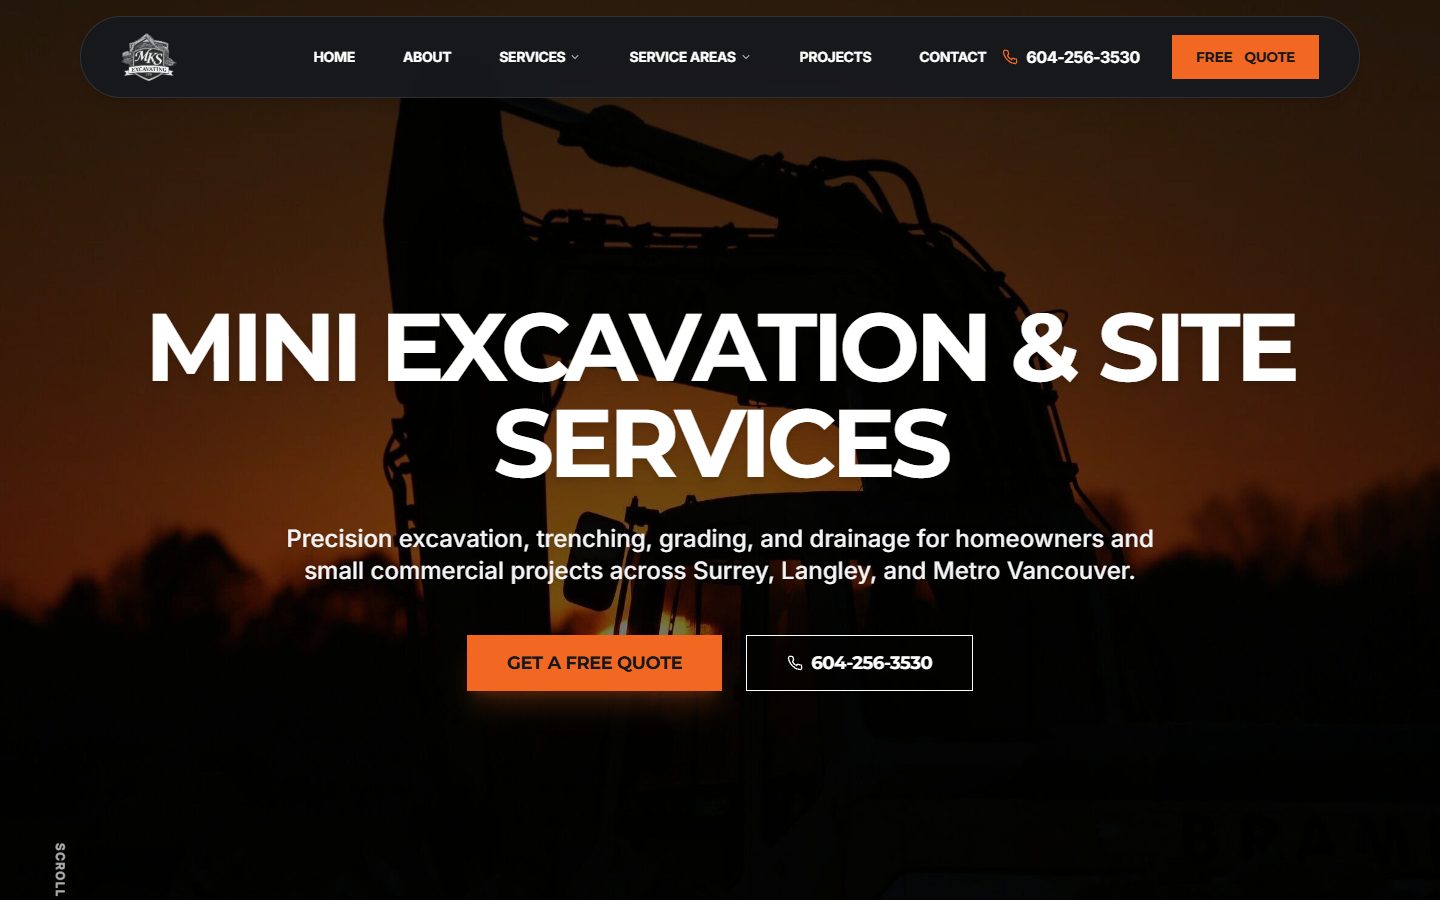 MKS
EXCAVATING
HOME
ABOUT
SERVICES
SERVICE AREAS
PROJECTS
CONTACT
604-256-3530
FREE QUOTE
MINI EXCAVATION & SITE
SERVICES
Precision excavation, trenching, grading, and drainage for homeowners and
small commercial projects across Surrey, Langley, and Metro Vancouver.
GET A FREE QUOTE
604-256-3530
SCROLL